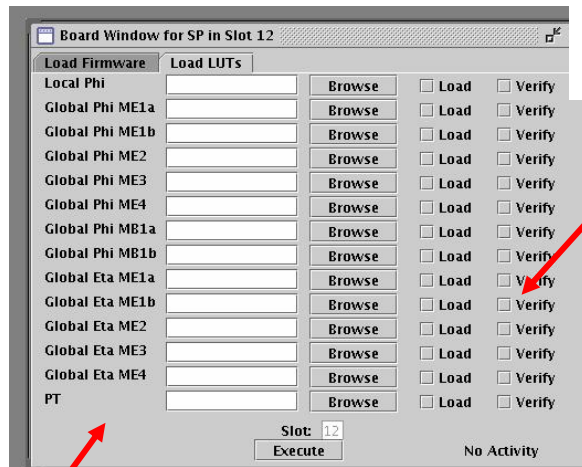 Board Window for SP in Slot 12
Load Firmware Load LUTs
Local Phi Browse Load Verify
Global Phi ME1a Browse Load Verify
Global Phi ME1b Browse Load Verify
Global Phi ME2 Browse Load Verify
Global Phi ME3 Browse Load Verify
Global Phi ME4 Browse Load Verify
Global Phi MB1a Browse Load Verify
Global Phi MB1b Browse Load Verify
Global Eta ME1a Browse Load Verify
Global Eta ME1b Browse Load Verify
Global Eta ME2 Browse Load Verify
Global Eta ME3 Browse Load Verify
Global Eta ME4 Browse Load Verify
PT Browse Load Verify
Slot: 12
Execute No Activity